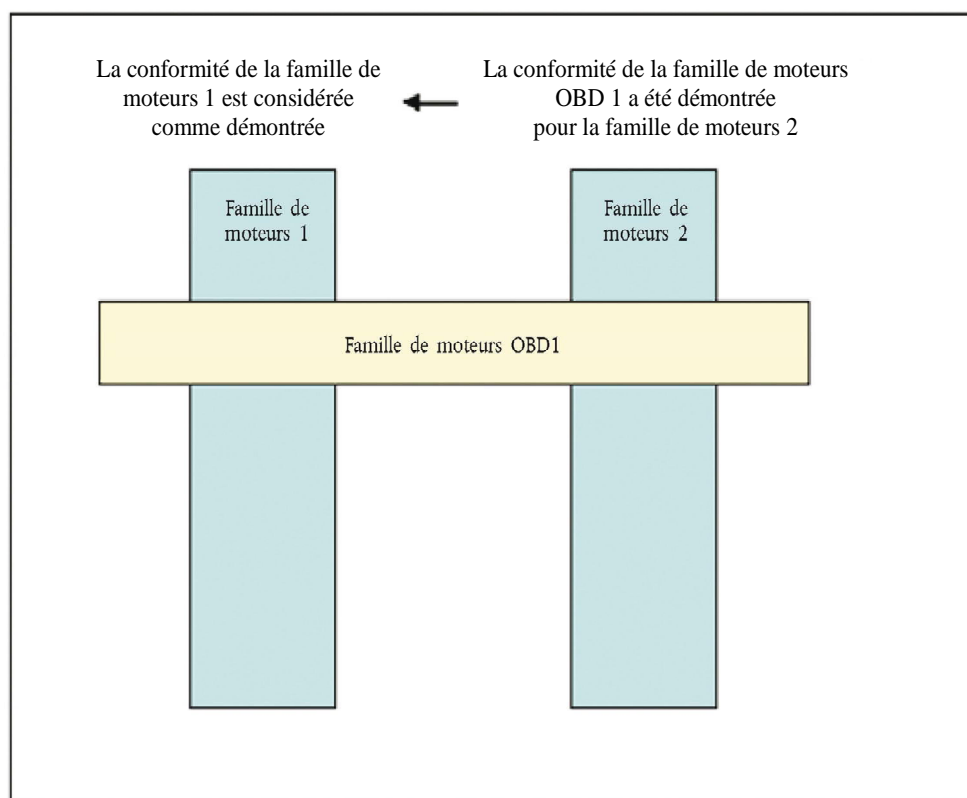 La conformité de la famille de
moteurs 1 est considérée
comme démontrée
La conformité de la famille de moteurs
OBD 1 a été démontrée
pour la famille de moteurs 2
Famille de
moteurs 1
Famille de
moteurs 2
Famille de moteurs OBD1